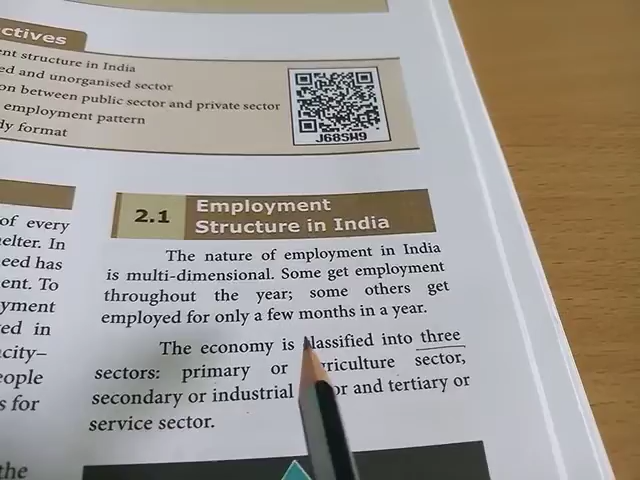 ctives
nt structure in India
ed and unorganised sector
on between public sector and private sector
employment pattern
dy format
J6B5W9
of every
elter. In
eed has
ent. To
yment
ed in
acity–
eople
s for
the
2.1 Employment
Structure in India
The nature of employment in India
is multi-dimensional. Some get employment
throughout the year; some others get
employed for only a few months in a year.
The economy is classified into three
sectors: primary or agriculture sector,
secondary or industrial or and tertiary or
service sector.